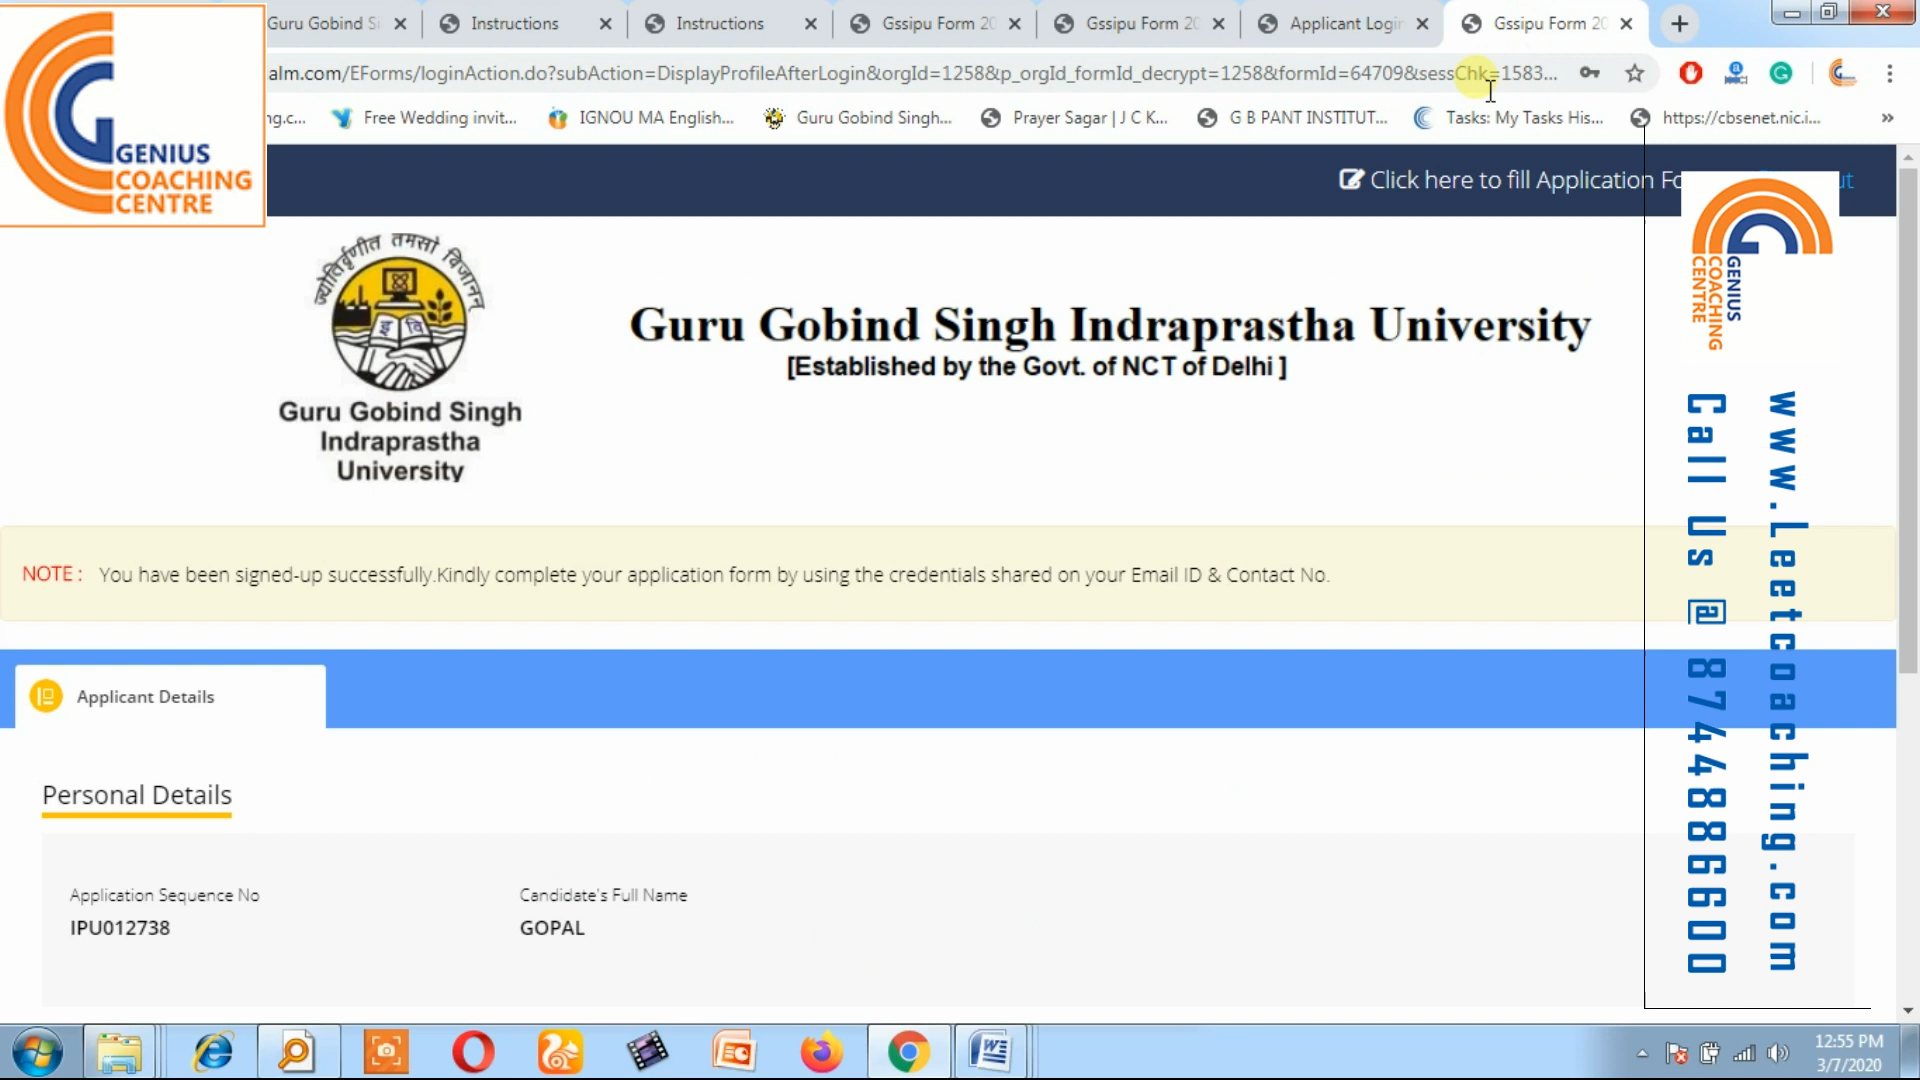 Guru Gobind Si
Instructions
Instructions
Gssipu Form 20
Gssipu Form 20
Applicant Login
Gssipu Form 20
alm.com/EForms/loginAction.do?subAction=DisplayProfileAfterLogin&orgId=1258&p_orgId_formId_decrypt=1258&formId=64709&sessChk=1583...
ng.c...
Free Wedding invit...
IGNOU MA English...
Guru Gobind Singh...
Prayer Sagar | J C K...
G B PANT INSTITUT...
Tasks: My Tasks His...
https://cbsenet.nic.i...
»
GENIUS
COACHING
CENTRE
Click here to fill Application Fo
ut
GENIUS
COACHING
CENTRE
ज्योतिर्वृणीत तमसो विजानन्
Guru Gobind Singh
Indraprastha
University
Guru Gobind Singh Indraprastha University
[Established by the Govt. of NCT of Delhi ]
www.Leetcoaching.com
Call Us @ 8744886600
NOTE : You have been signed-up successfully.Kindly complete your application form by using the credentials shared on your Email ID & Contact No.
Applicant Details
Personal Details
Application Sequence No
IPU012738
Candidate's Full Name
GOPAL
12:55 PM
3/7/2020